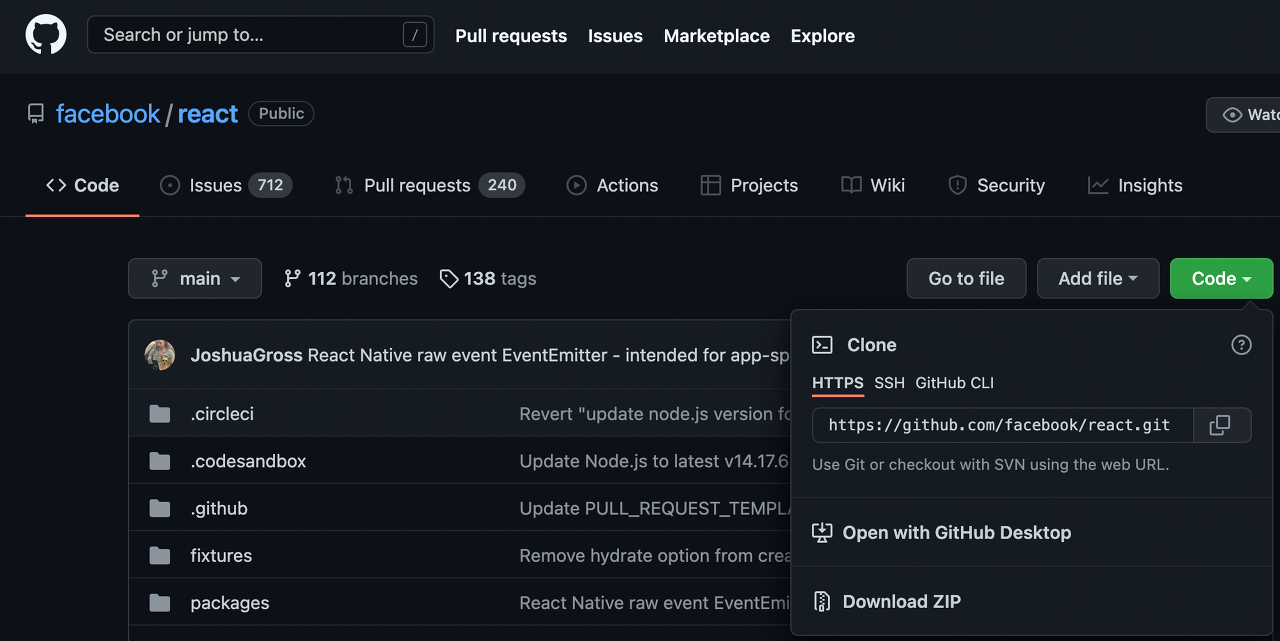 Search or jump to... / Pull requests Issues Marketplace Explore
facebook/react Public
Code Issues 712 Pull requests 240 Actions Projects Wiki Security Insights
main 112 branches 138 tags Go to file Add file Code
JoshuaGross React Native raw event EventEmitter - intended for app-sp
.circleci Revert "update node.js version fo
.codesandbox Update Node.js to latest v14.17.6
.github Update PULL_REQUEST_TEMPLA
fixtures Remove hydrate option from crea
packages React Native raw event EventEmi
Clone
HTTPS SSH GitHub CLI
https://github.com/facebook/react.git
Use Git or checkout with SVN using the web URL.
Open with GitHub Desktop
Download ZIP